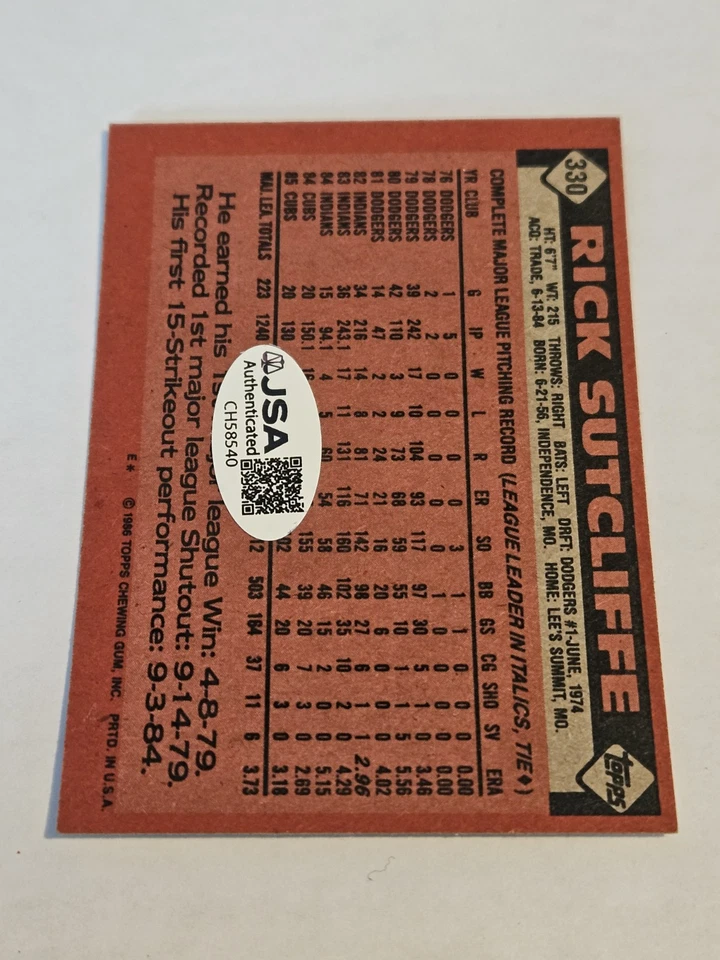 330
RICK SUTCLIFFE
topps
HT: 6'7" WT: 215 THROWS: RIGHT BATS: LEFT DRFT: DODGERS #1-JUNE, 1974
ACQ: TRADE, 6-13-84 BORN: 6-21-56, INDEPENDENCE, MO. HOME: LEE'S SUMMIT, MO.
COMPLETE MAJOR LEAGUE PITCHING RECORD (LEAGUE LEADER IN ITALICS, TIE♦)
YR CLUB G IP W L R ER SO BB GS CG SHO SV ERA
76 DODGERS 1 5 0 0 0 0 3 1 1 0 0 0 0.00
78 DODGERS 2 2 0 0 0 0 0 1 0 0 0 0 0.00
79 DODGERS 39 242 17 10 104 93 117 97 30 5 1 0 3.46
80 DODGERS 42 110 3 9 73 68 59 55 10 1 1 5 5.56
81 DODGERS 14 47 2 2 24 21 16 20 6 0 0 0 4.02
82 INDIANS 34 216 14 8 81 71 142 98 27 6 1 1 2.96
83 INDIANS 36 243.1 17 11 131 116 160 102 35 10 2 0 4.29
84 INDIANS 15 94.1 4 5 60 54 58 46 15 2 0 0 5.15
84 CUBS 20 150.1 16 155 39 20 7 3 0 2.69
85 CUBS 20 130 102 44 20 6 3 0 3.18
MAJ. LEA. TOTALS 223 1240 12 503 164 37 11 6 3.73
He earned his league Win: 4-8-79.
Recorded 1st major league Shutout: 9-14-79.
His first 15-Strikeout performance: 9-3-84.
JSA
Authenticated
CH58540
E* © 1986 TOPPS CHEWING GUM, INC. PRTD. IN U.S.A.